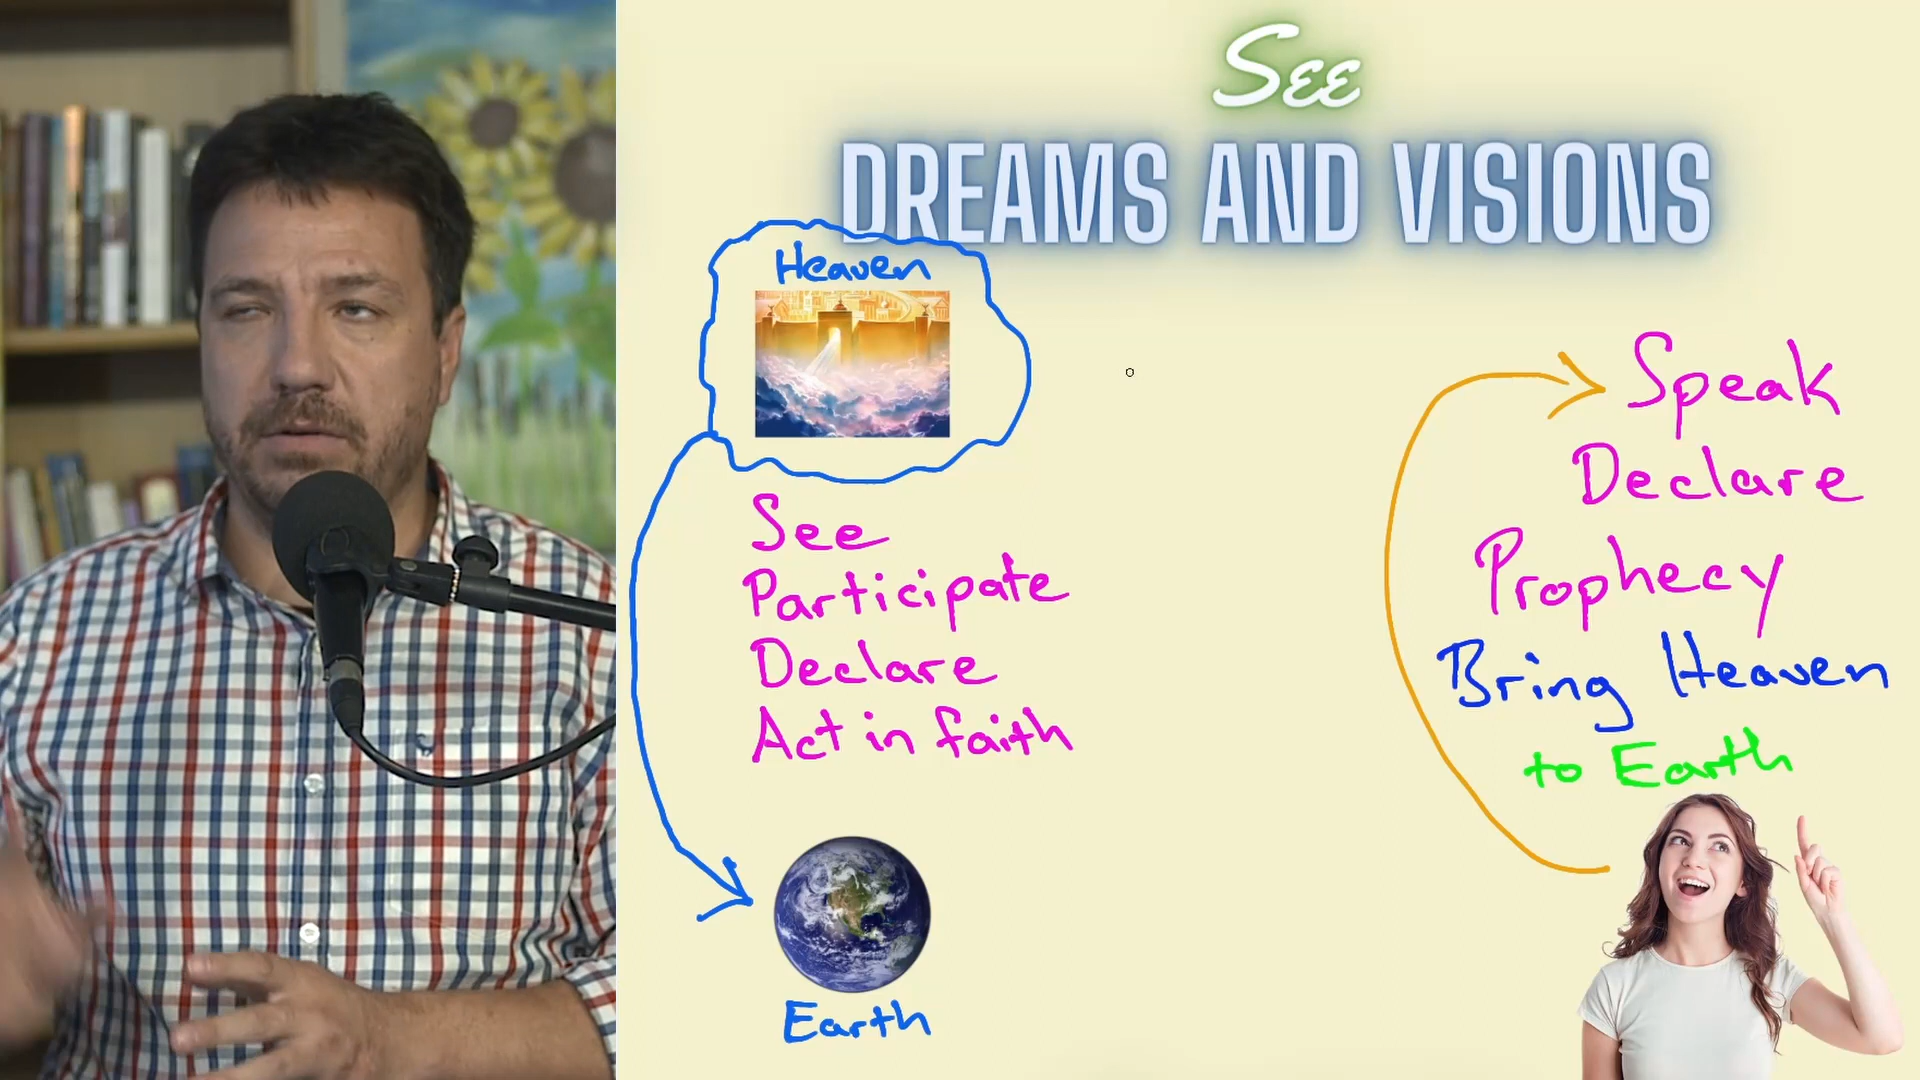 See
DREAMS AND VISIONS
Heaven
See
Participate
Declare
Act in faith
Earth
Speak
Declare
Prophecy
Bring Heaven
to Earth